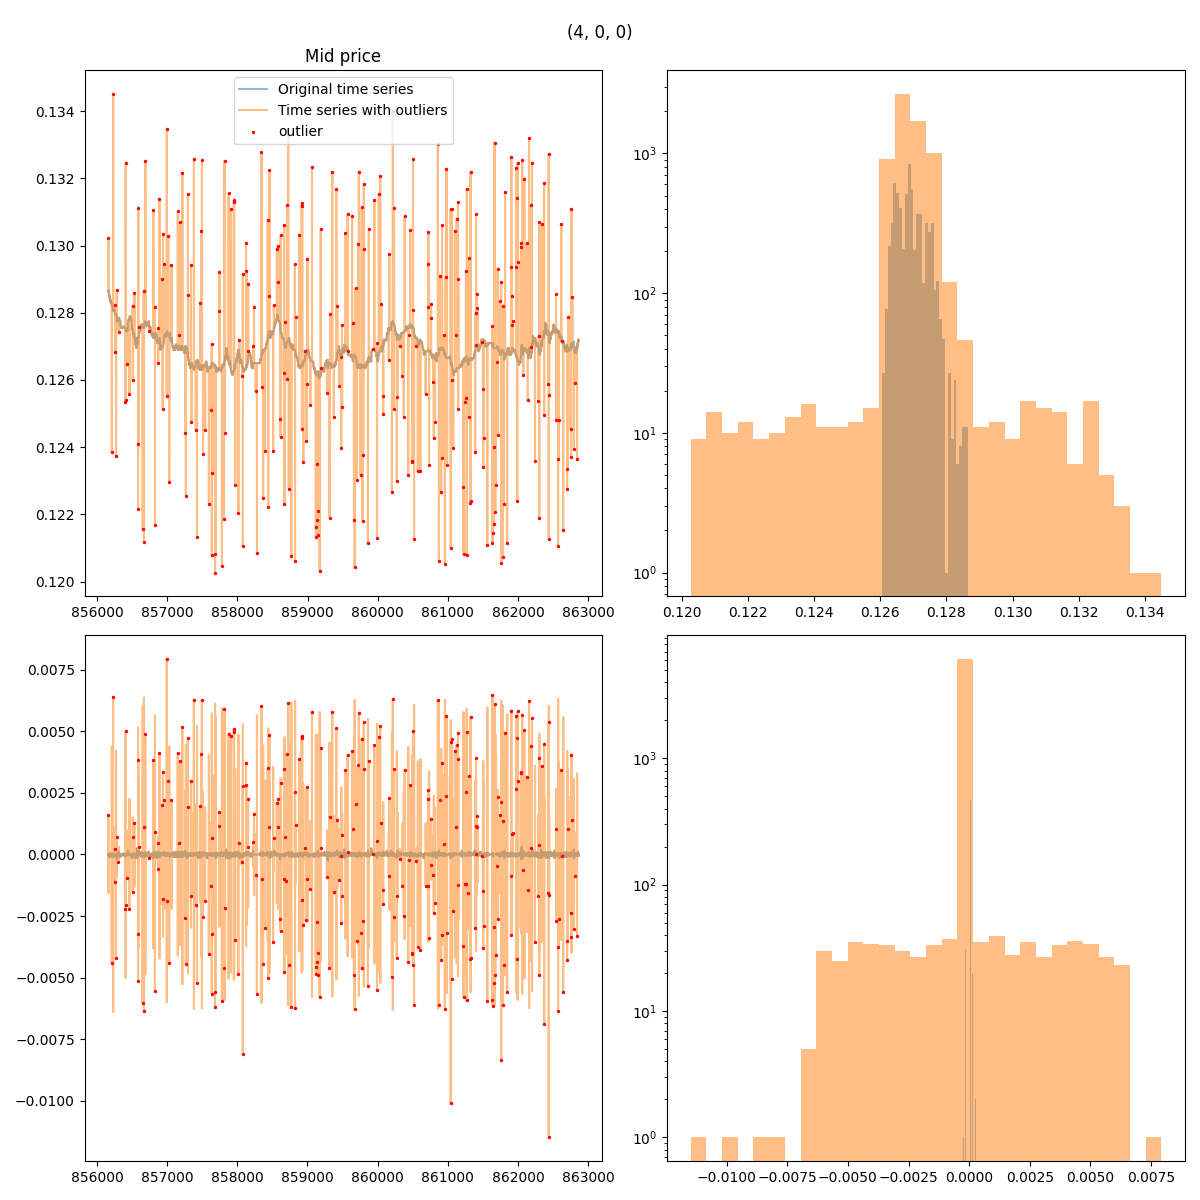 (4, 0, 0)
Mid price
Original time series
Time series with outliers
outlier
0.134
0.132
0.130
0.128
0.126
0.124
0.122
0.120
856000 857000 858000 859000 860000 861000 862000 863000
10³
10²
10¹
10⁰
0.120 0.122 0.124 0.126 0.128 0.130 0.132 0.134
0.0075
0.0050
0.0025
0.0000
−0.0025
−0.0050
−0.0075
−0.0100
856000 857000 858000 859000 860000 861000 862000 863000
10³
10²
10¹
10⁰
−0.0100 −0.0075 −0.0050 −0.0025 0.0000 0.0025 0.0050 0.0075